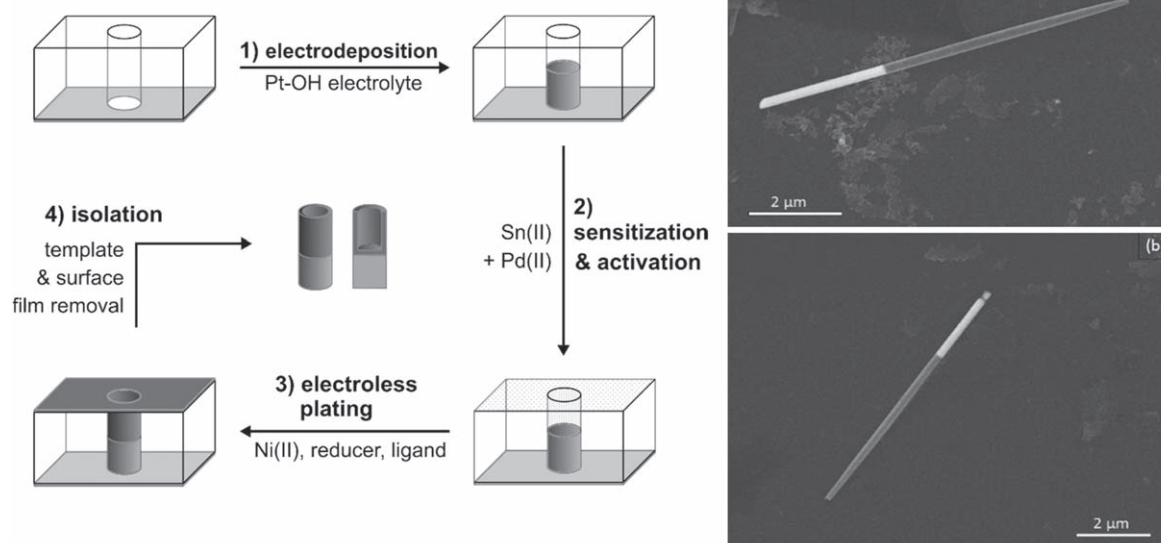 1) electrodeposition
Pt-OH electrolyte
2)
Sn(II) sensitization
+ Pd(II) & activation
3) electroless
plating
Ni(II), reducer, ligand
4) isolation
template
& surface
film removal
2 µm
(b
2 µm